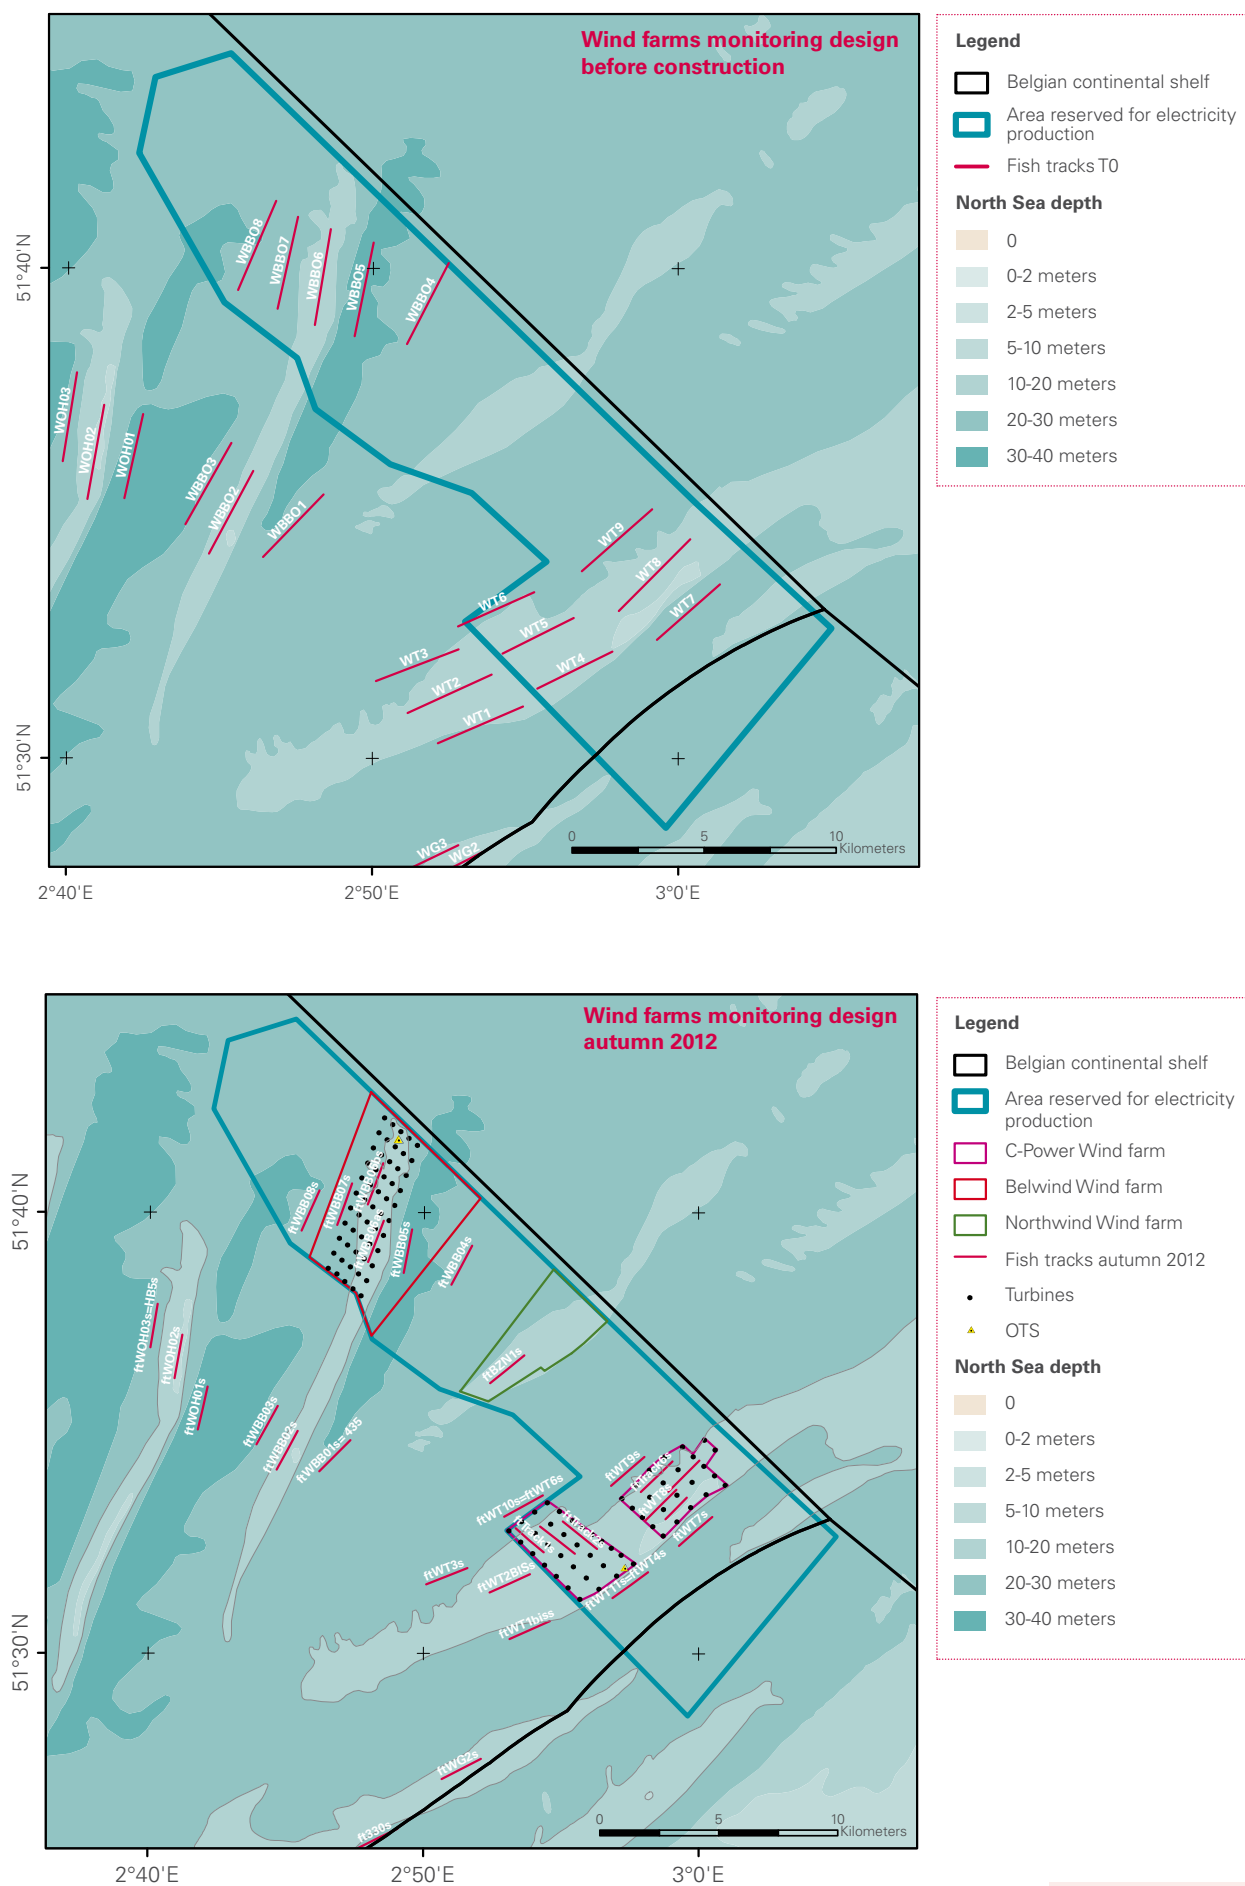 Wind farms monitoring design
before construction
51°40'N
51°30'N
2°40'E
2°50'E
3°0'E
WBBO8
WBBO7
WBBO6
WBBO5
WBBO4
WOH03
WOH02
WOH01
WBBO3
WBBO2
WBBO1
WT9
WT8
WT7
WT6
WT5
WT4
WT3
WT2
WT1
WG3
WG2
0
5
10
Kilometers
Legend
Belgian continental shelf
Area reserved for electricity
production
Fish tracks T0
North Sea depth
0
0-2 meters
2-5 meters
5-10 meters
10-20 meters
20-30 meters
30-40 meters
Wind farms monitoring design
autumn 2012
51°40'N
51°30'N
2°40'E
2°50'E
3°0'E
ftWBB08s
ftWBB07s
ftWBB05s
ftWBB04s
ftWOH03s=HB5s
ftWOH02s
ftWOH01s
ftWBB03s
ftWBB02s
ftWBB01s= 435
ftBZN1s
ftWT9s
ftWT8s
ftWT7s
ftWT10s=ftWT6s
ftWT3s
ftWT2BISs
ftWT1biss
ftWT11s=ftWT4s
ftWG2s
ft330s
0
5
10
Kilometers
Legend
Belgian continental shelf
Area reserved for electricity
production
C-Power Wind farm
Belwind Wind farm
Northwind Wind farm
Fish tracks autumn 2012
Turbines
OTS
North Sea depth
0
0-2 meters
2-5 meters
5-10 meters
10-20 meters
20-30 meters
30-40 meters